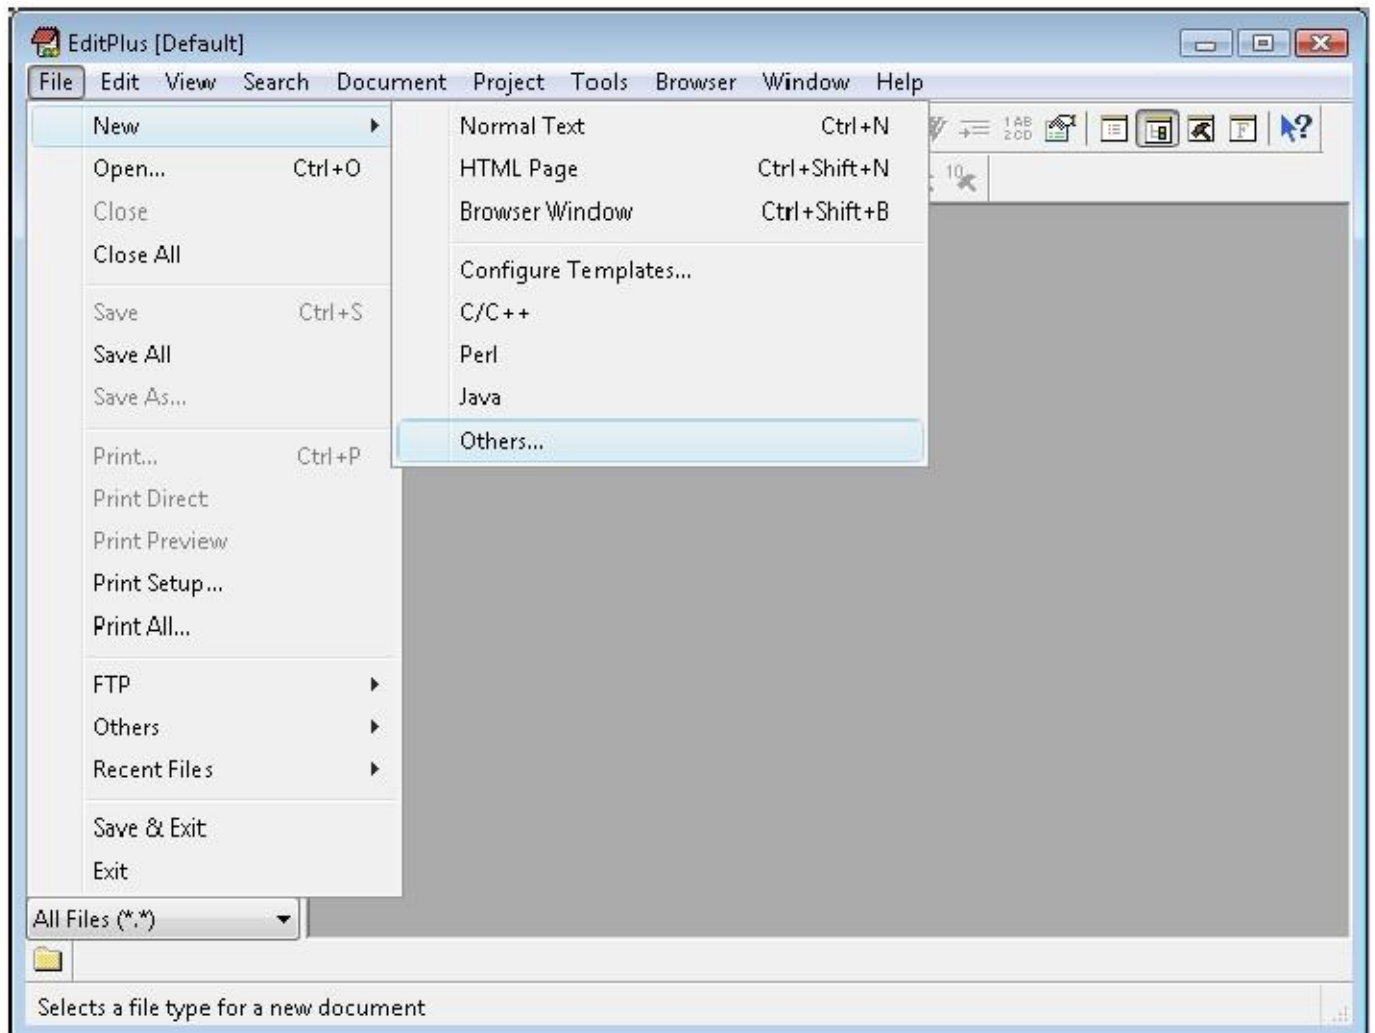 EditPlus [Default]
File Edit View Search Document Project Tools Browser Window Help
New
Open... Ctrl+O
Close
Close All
Save Ctrl+S
Save All
Save As...
Print... Ctrl+P
Print Direct
Print Preview
Print Setup...
Print All...
FTP
Others
Recent Files
Save & Exit
Exit
Normal Text Ctrl+N
HTML Page Ctrl+Shift+N
Browser Window Ctrl+Shift+B
Configure Templates...
C/C++
Perl
Java
Others...
1AB
2CD
F
10
All Files (*.*)
Selects a file type for a new document